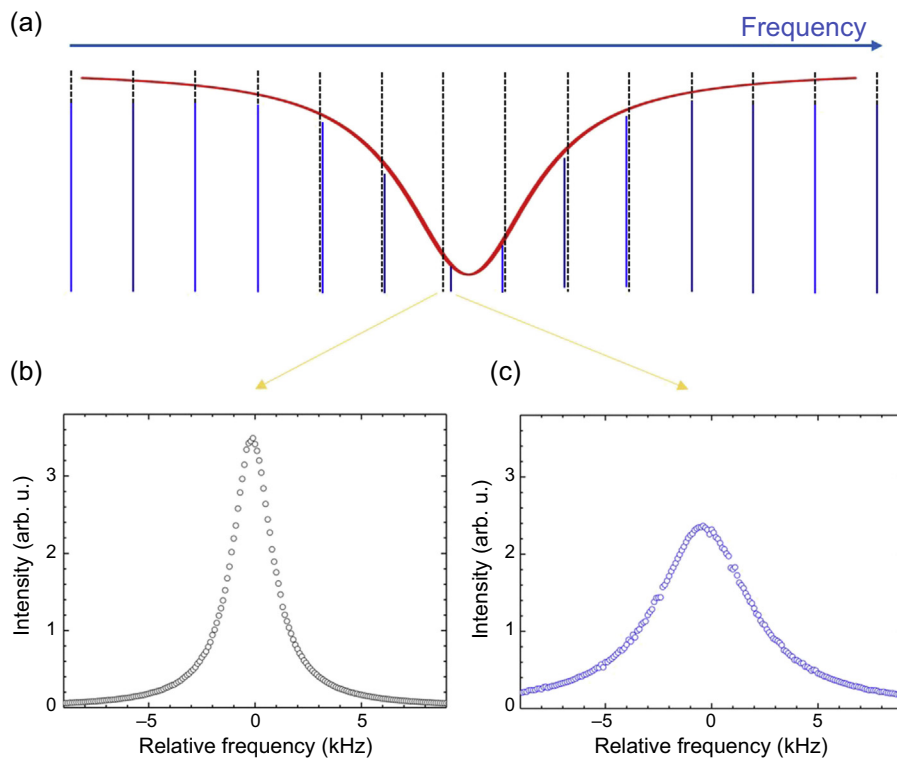 (a)
Frequency
(b)
(c)
Intensity (arb. u.)
3
2
1
0
−5
0
5
Relative frequency (kHz)
Intensity (arb. u.)
3
2
1
0
−5
0
5
Relative frequency (kHz)